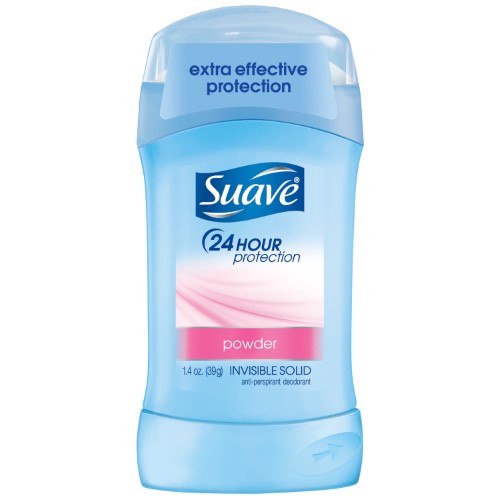 extra effective
protection
Suave
24 HOUR
protection
powder
1.4 oz. (39g) INVISIBLE SOLID
anti-perspirant deodorant